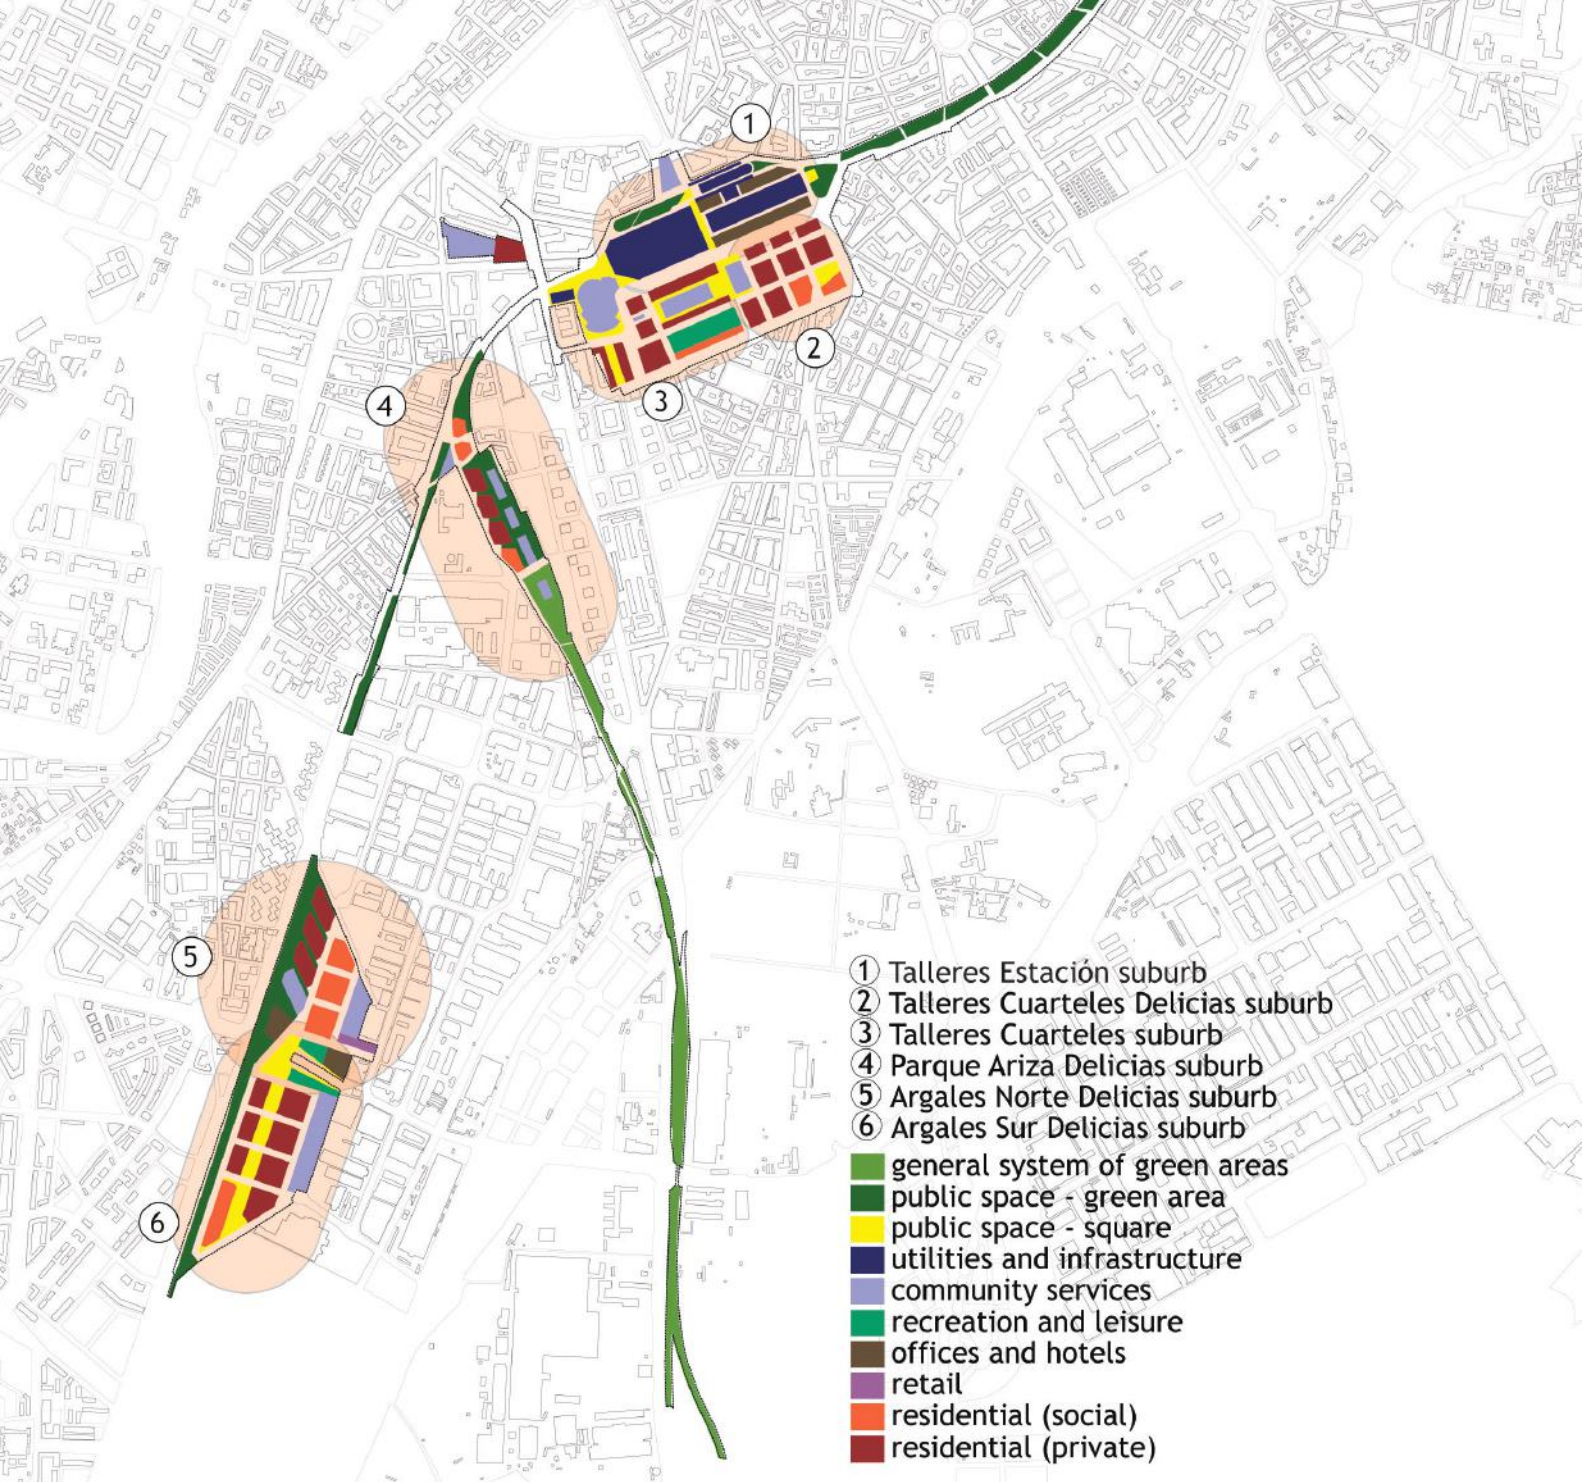 1
2
3
4
5
6
1 Talleres Estación suburb
2 Talleres Cuarteles Delicias suburb
3 Talleres Cuarteles suburb
4 Parque Ariza Delicias suburb
5 Argales Norte Delicias suburb
6 Argales Sur Delicias suburb
general system of green areas
public space - green area
public space - square
utilities and infrastructure
community services
recreation and leisure
offices and hotels
retail
residential (social)
residential (private)